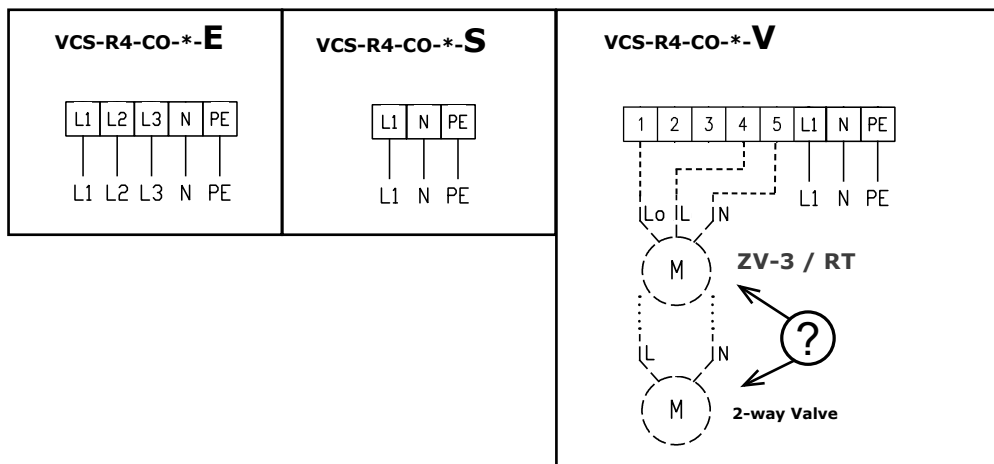 VCS-R4-CO-*-E
L1 L2 L3 N PE
L1 L2 L3 N PE
VCS-R4-CO-*-S
L1 N PE
L1 N PE
VCS-R4-CO-*-V
1 2 3 4 5 L1 N PE
L1 N PE
Lo L N
M
ZV-3 / RT
?
L N
M
2-way Valve